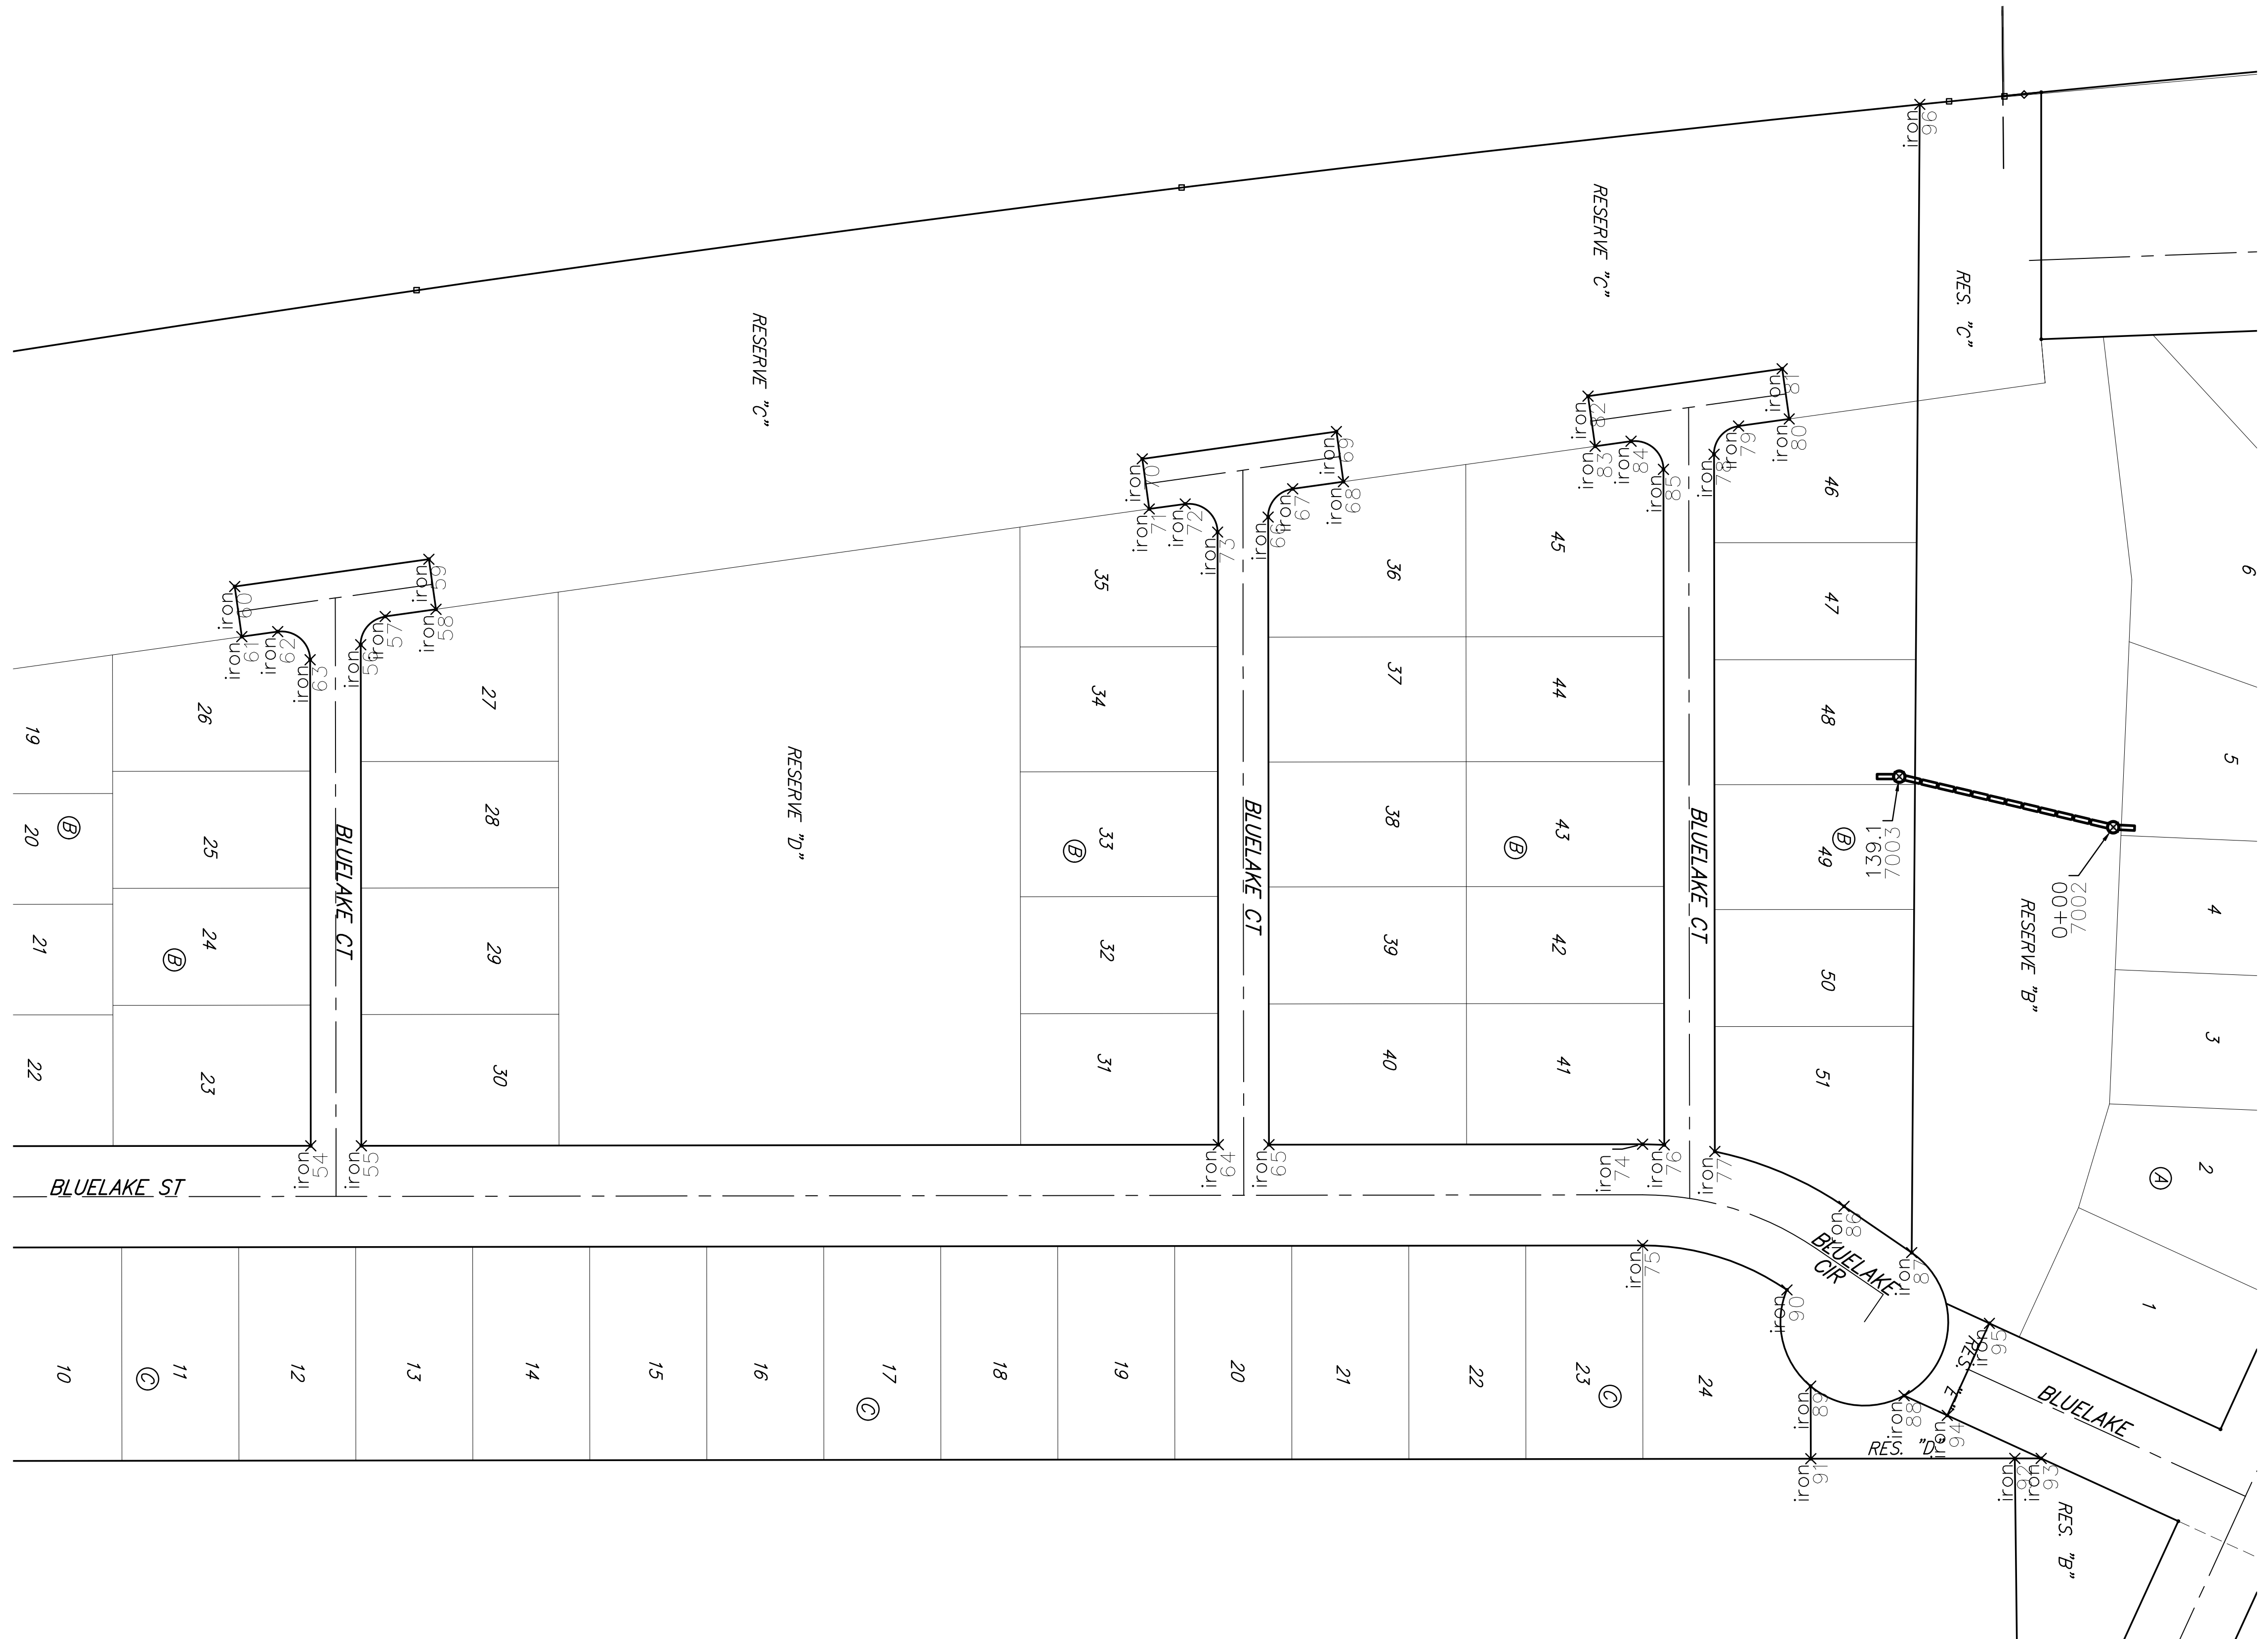 iron
96
RESERVE "C"
RES. "C"
RESERVE "C"
iron
81
iron
82
iron
80
iron
79
iron
83
iron
84
iron
85
iron
78
iron
69
iron
70
iron
68
iron
67
iron
66
iron
71
iron
72
iron
73
iron
59
iron
60
iron
58
iron
57
iron
56
iron
61
iron
62
iron
63
46
47
48
49
50
51
B
45
44
43
42
41
B
36
37
38
39
40
35
34
33
32
31
B
RESERVE "D"
27
28
29
30
26
25
24
23
B
19
20
21
22
B
BLUELAKE CT
BLUELAKE CT
BLUELAKE CT
139.1
7003
0+00
7002
RESERVE "B"
6
5
4
3
2
1
A
iron
54
iron
55
iron
64
iron
65
iron
74
iron
76
iron
77
BLUELAKE ST
iron
86
iron
87
BLUELAKE
CIR
iron
75
iron
90
iron
89
iron
88
iron
95
RES. "E"
iron
94
BLUELAKE
RES. "D"
iron
91
iron
92
iron
93
RES. "B"
10
11
C
12
13
14
15
16
17
C
18
19
20
21
22
23
C
24